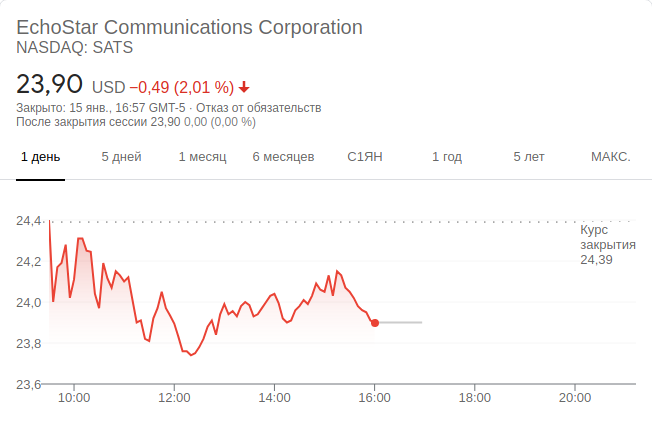 EchoStar Communications Corporation
NASDAQ: SATS
23,90 USD −0,49 (2,01 %)
Закрыто: 15 янв., 16:57 GMT-5 · Отказ от обязательств
После закрытия сессии 23,90 0,00 (0,00 %)
1 день 5 дней 1 месяц 6 месяцев С1ЯН 1 год 5 лет МАКС.
24,4
Курс
закрытия
24,39
24,2
24,0
23,8
23,6
10:00 12:00 14:00 16:00 18:00 20:00